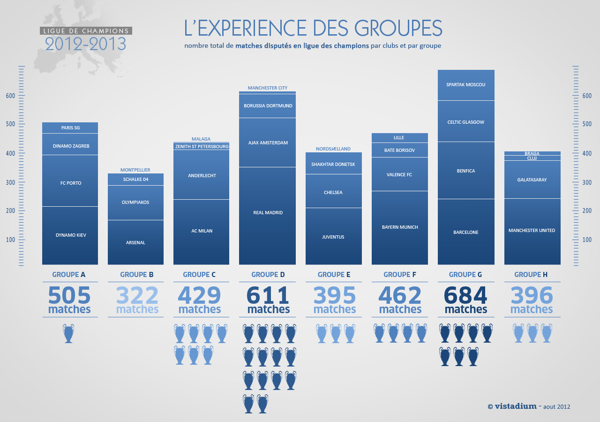 LIGUE DE CHAMPIONS
2012-2013
L'EXPERIENCE DES GROUPES
nombre total de matches disputés en ligue des champions par clubs et par groupe
600
500
400
300
200
100
PARIS SG
DINAMO ZAGREB
FC PORTO
DYNAMO KIEV
MONTPELLIER
SCHALKE 04
OLYMPIAKOS
ARSENAL
MALAGA
ZENITH ST PETERSBOURG
ANDERLECHT
AC MILAN
MANCHESTER CITY
BORUSSIA DORTMUND
AJAX AMSTERDAM
REAL MADRID
NORDSJELLAND
SHAKHTAR DONETSK
CHELSEA
JUVENTUS
LILLE
BATE BORISOV
VALENCE FC
BAYERN MUNICH
SPARTAK MOSCOU
CELTIC GLASGOW
BENFICA
BARCELONE
BRAGA
CLUJ
GALATASARAY
MANCHESTER UNITED
600
500
400
300
200
100
GROUPE A
505
matches
GROUPE B
322
matches
GROUPE C
429
matches
GROUPE D
611
matches
GROUPE E
395
matches
GROUPE F
462
matches
GROUPE G
684
matches
GROUPE H
396
matches
© vistadium - aout 2012